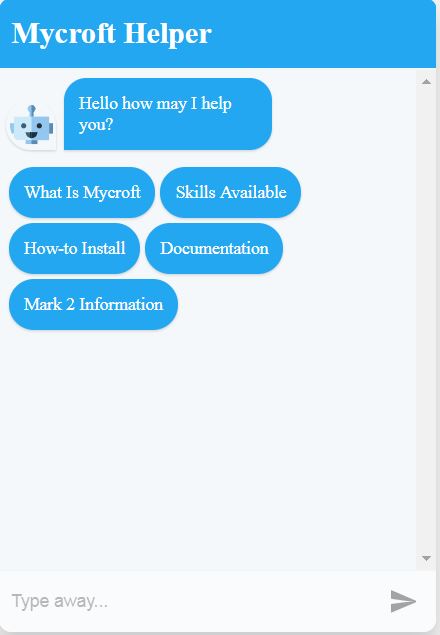 Mycroft Helper
Hello how may I help
you?
What Is Mycroft
Skills Available
How-to Install
Documentation
Mark 2 Information
Type away...